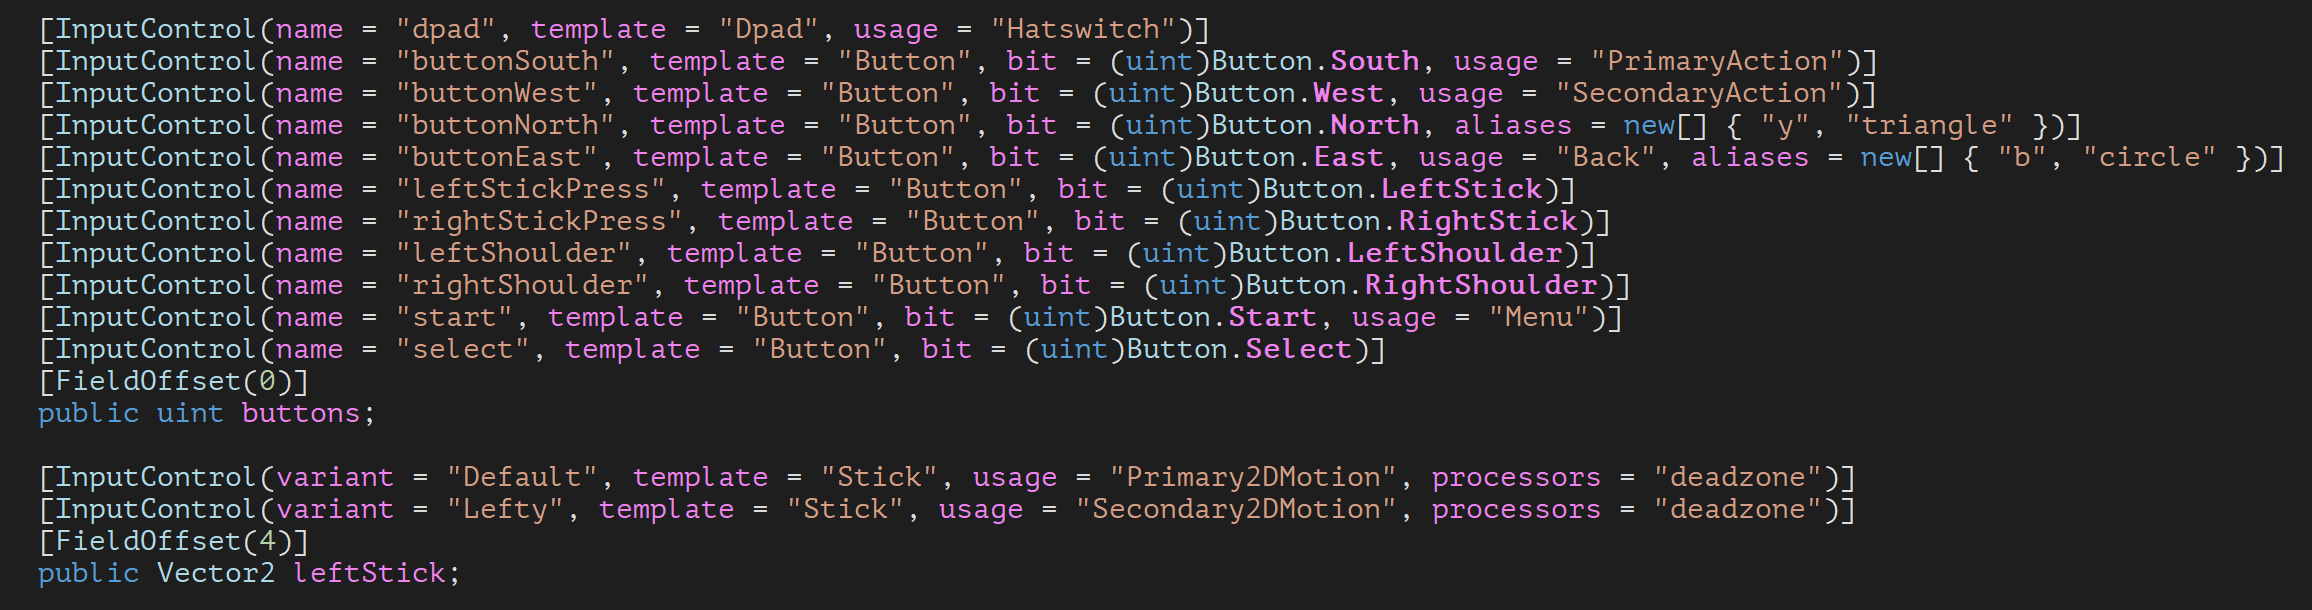 [InputControl(name = "dpad", template = "Dpad", usage = "Hatswitch")]
[InputControl(name = "buttonSouth", template = "Button", bit = (uint)Button.South, usage = "PrimaryAction")]
[InputControl(name = "buttonWest", template = "Button", bit = (uint)Button.West, usage = "SecondaryAction")]
[InputControl(name = "buttonNorth", template = "Button", bit = (uint)Button.North, aliases = new[] { "y", "triangle" })]
[InputControl(name = "buttonEast", template = "Button", bit = (uint)Button.East, usage = "Back", aliases = new[] { "b", "circle" })]
[InputControl(name = "leftStickPress", template = "Button", bit = (uint)Button.LeftStick)]
[InputControl(name = "rightStickPress", template = "Button", bit = (uint)Button.RightStick)]
[InputControl(name = "leftShoulder", template = "Button", bit = (uint)Button.LeftShoulder)]
[InputControl(name = "rightShoulder", template = "Button", bit = (uint)Button.RightShoulder)]
[InputControl(name = "start", template = "Button", bit = (uint)Button.Start, usage = "Menu")]
[InputControl(name = "select", template = "Button", bit = (uint)Button.Select)]
[FieldOffset(0)]
public uint buttons;
[InputControl(variant = "Default", template = "Stick", usage = "Primary2DMotion", processors = "deadzone")]
[InputControl(variant = "Lefty", template = "Stick", usage = "Secondary2DMotion", processors = "deadzone")]
[FieldOffset(4)]
public Vector2 leftStick;